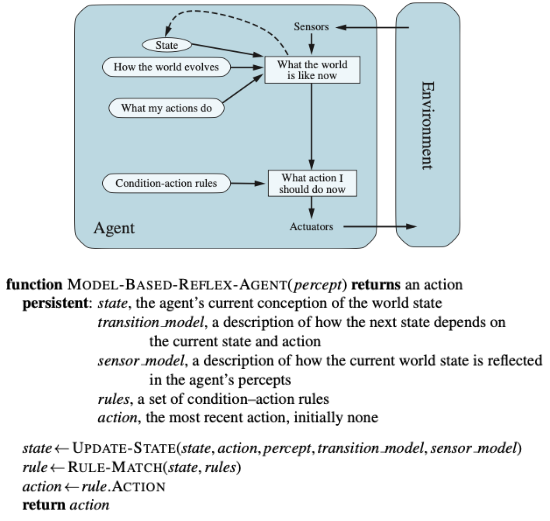 Sensors
State
How the world evolves
What the world
is like now
What my actions do
Condition-action rules
What action I
should do now
Agent
Actuators
Environment
function MODEL-BASED-REFLEX-AGENT(percept) returns an action
persistent: state, the agent's current conception of the world state
transition_model, a description of how the next state depends on
the current state and action
sensor_model, a description of how the current world state is reflected
in the agent's percepts
rules, a set of condition–action rules
action, the most recent action, initially none
state ← UPDATE-STATE(state, action, percept, transition_model, sensor_model)
rule ← RULE-MATCH(state, rules)
action ← rule.ACTION
return action